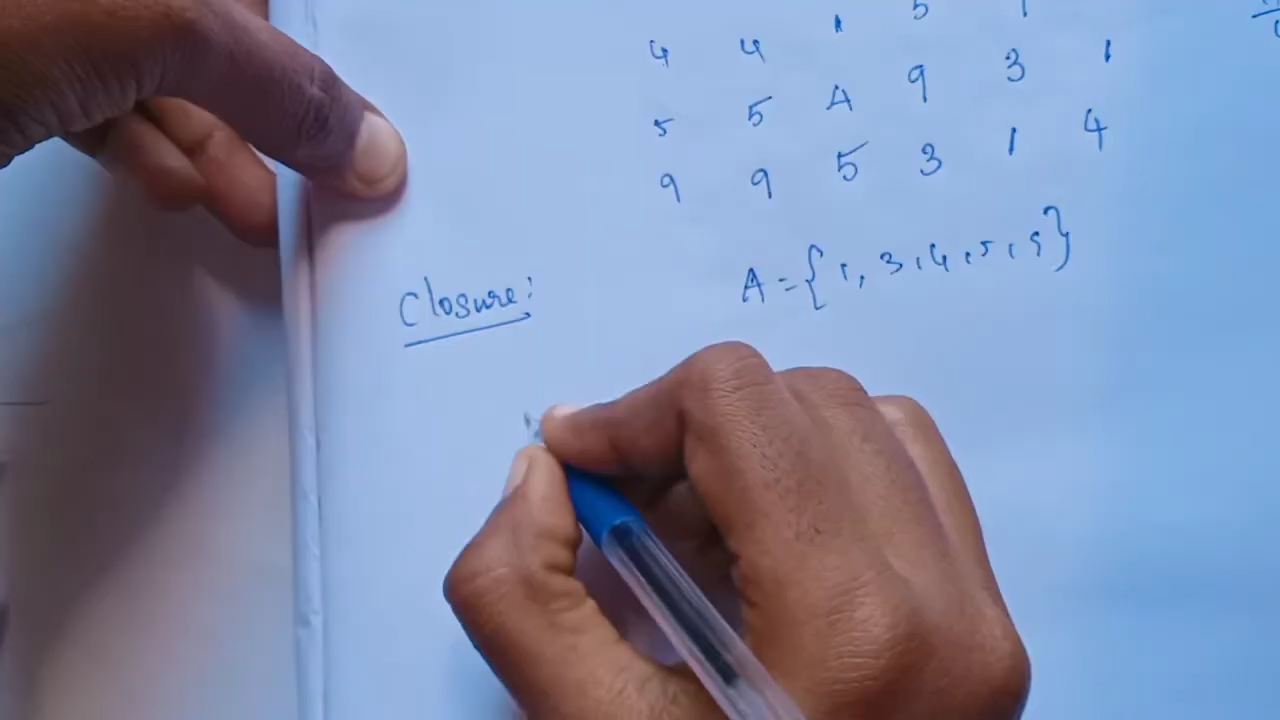 5 1
4 4 1
5 5 A 9 3 1
9 9 5 3 1 4
A = { 1, 3, 4, 5, 9 }
Closure: